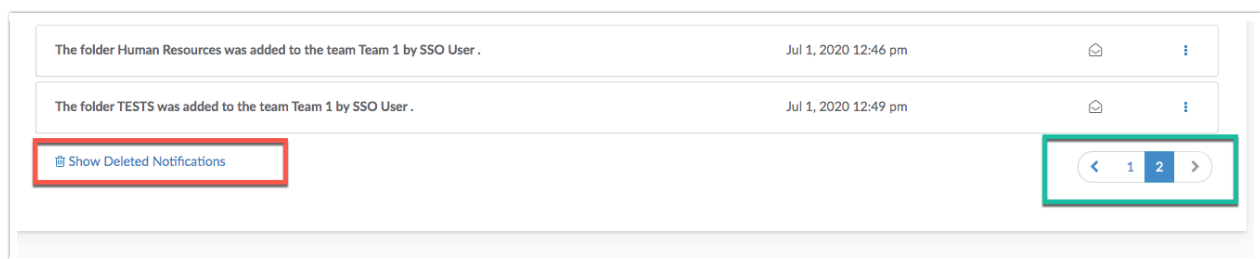 The folder Human Resources was added to the team Team 1 by SSO User . Jul 1, 2020 12:46 pm
The folder TESTS was added to the team Team 1 by SSO User . Jul 1, 2020 12:49 pm
Show Deleted Notifications 1 2